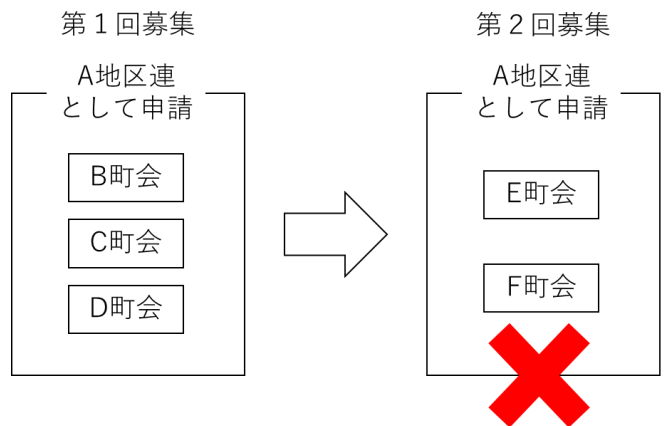 第１回募集
A地区連
として申請
B町会
C町会
D町会
第２回募集
A地区連
として申請
E町会
F町会